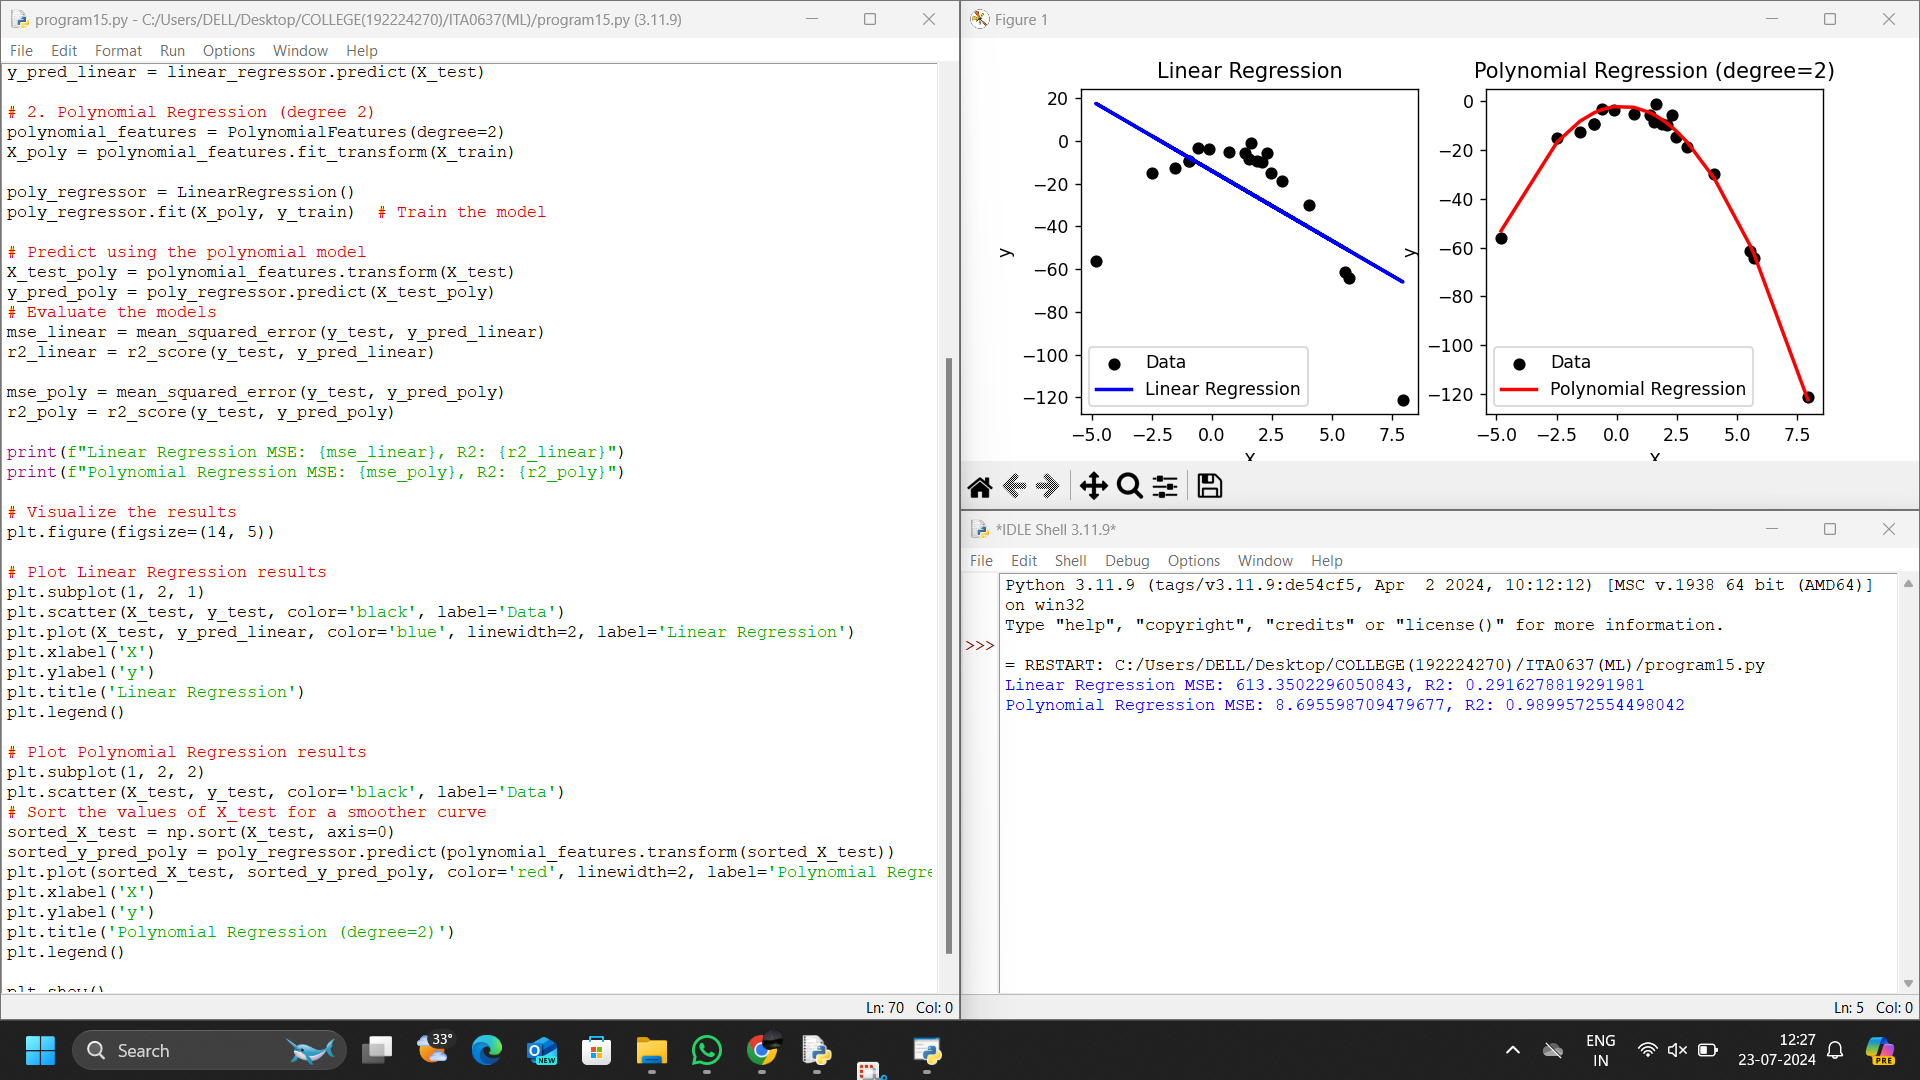 program15.py - C:/Users/DELL/Desktop/COLLEGE(192224270)/ITA0637(ML)/program15.py (3.11.9)
File Edit Format Run Options Window Help
y_pred_linear = linear_regressor.predict(X_test)
# 2. Polynomial Regression (degree 2)
polynomial_features = PolynomialFeatures(degree=2)
X_poly = polynomial_features.fit_transform(X_train)
poly_regressor = LinearRegression()
poly_regressor.fit(X_poly, y_train)  # Train the model
# Predict using the polynomial model
X_test_poly = polynomial_features.transform(X_test)
y_pred_poly = poly_regressor.predict(X_test_poly)
# Evaluate the models
mse_linear = mean_squared_error(y_test, y_pred_linear)
r2_linear = r2_score(y_test, y_pred_linear)
mse_poly = mean_squared_error(y_test, y_pred_poly)
r2_poly = r2_score(y_test, y_pred_poly)
print(f"Linear Regression MSE: {mse_linear}, R2: {r2_linear}")
print(f"Polynomial Regression MSE: {mse_poly}, R2: {r2_poly}")
# Visualize the results
plt.figure(figsize=(14, 5))
# Plot Linear Regression results
plt.subplot(1, 2, 1)
plt.scatter(X_test, y_test, color='black', label='Data')
plt.plot(X_test, y_pred_linear, color='blue', linewidth=2, label='Linear Regression')
plt.xlabel('X')
plt.ylabel('y')
plt.title('Linear Regression')
plt.legend()
# Plot Polynomial Regression results
plt.subplot(1, 2, 2)
plt.scatter(X_test, y_test, color='black', label='Data')
# Sort the values of X_test for a smoother curve
sorted_X_test = np.sort(X_test, axis=0)
sorted_y_pred_poly = poly_regressor.predict(polynomial_features.transform(sorted_X_test))
plt.plot(sorted_X_test, sorted_y_pred_poly, color='red', linewidth=2, label='Polynomial Regre
plt.xlabel('X')
plt.ylabel('y')
plt.title('Polynomial Regression (degree=2)')
plt.legend()
plt.show()
Ln: 70 Col: 0
Figure 1
Linear Regression
20
0
−20
−40
−60
−80
−100
−120
y
Data
Linear Regression
−5.0 −2.5 0.0 2.5 5.0 7.5
X
Polynomial Regression (degree=2)
0
−20
−40
−60
−80
−100
−120
y
Data
Polynomial Regression
−5.0 −2.5 0.0 2.5 5.0 7.5
X
*IDLE Shell 3.11.9*
File Edit Shell Debug Options Window Help
Python 3.11.9 (tags/v3.11.9:de54cf5, Apr  2 2024, 10:12:12) [MSC v.1938 64 bit (AMD64)]
on win32
Type "help", "copyright", "credits" or "license()" for more information.
>>>
= RESTART: C:/Users/DELL/Desktop/COLLEGE(192224270)/ITA0637(ML)/program15.py
Linear Regression MSE: 613.3502296050843, R2: 0.2916278819291981
Polynomial Regression MSE: 8.695598709479677, R2: 0.9899572554498042
Ln: 5 Col: 0
Search
33°
NEW
ENG
IN
12:27
23-07-2024
PRE